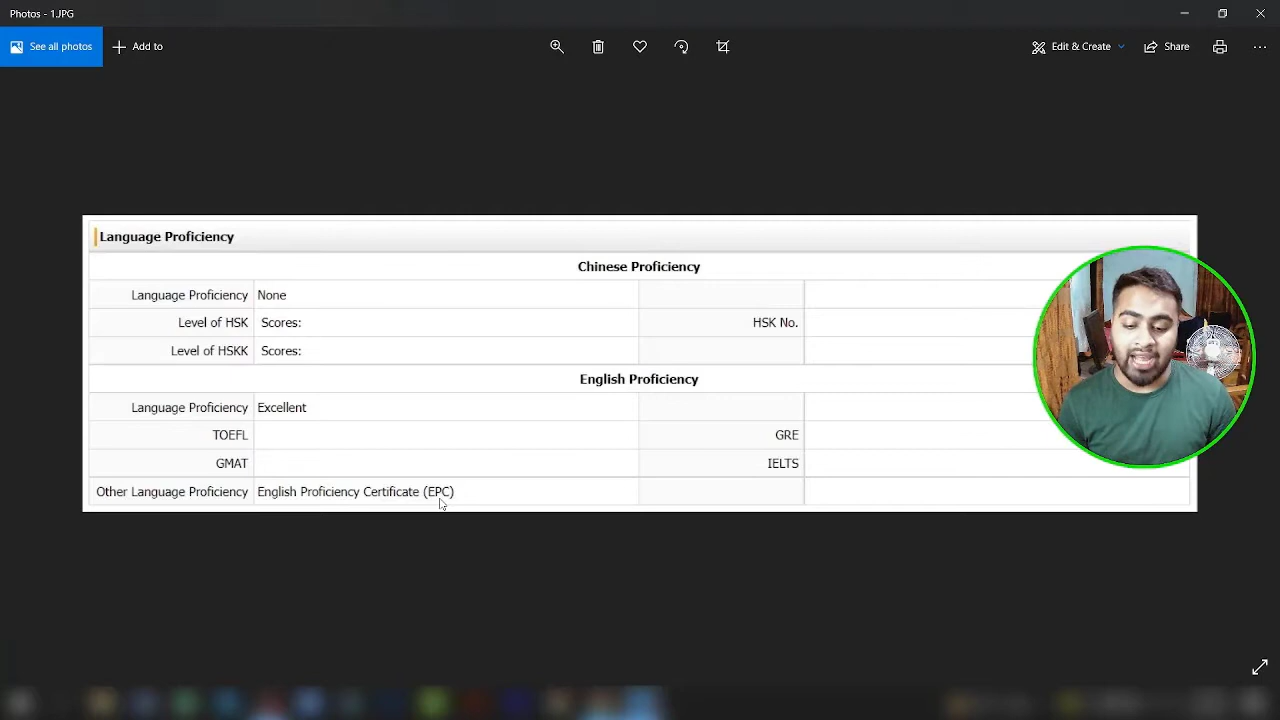 Photos - 1.JPG
See all photos
Add to
Edit & Create
Share
Language Proficiency
Chinese Proficiency
Language Proficiency None
Level of HSK Scores: HSK No.
Level of HSKK Scores:
English Proficiency
Language Proficiency Excellent
TOEFL GRE
GMAT IELTS
Other Language Proficiency English Proficiency Certificate (EPC)